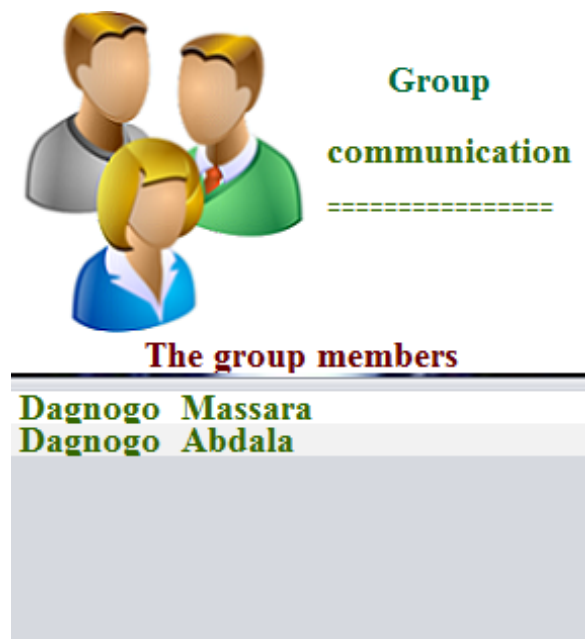 Group
communication
================
The group members
Dagnogo Massara
Dagnogo Abdala